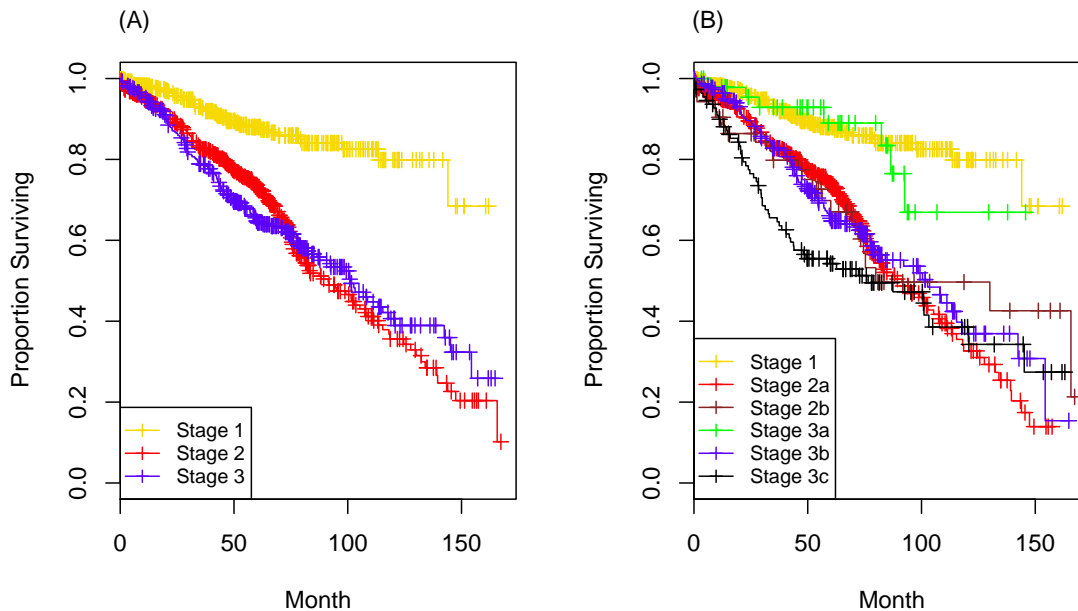 (A)
Proportion Surviving
1.0
0.8
0.6
0.4
0.2
0.0
Stage 1
Stage 2
Stage 3
0 50 100 150
Month
(B)
Proportion Surviving
1.0
0.8
0.6
0.4
0.2
0.0
Stage 1
Stage 2a
Stage 2b
Stage 3a
Stage 3b
Stage 3c
0 50 100 150
Month